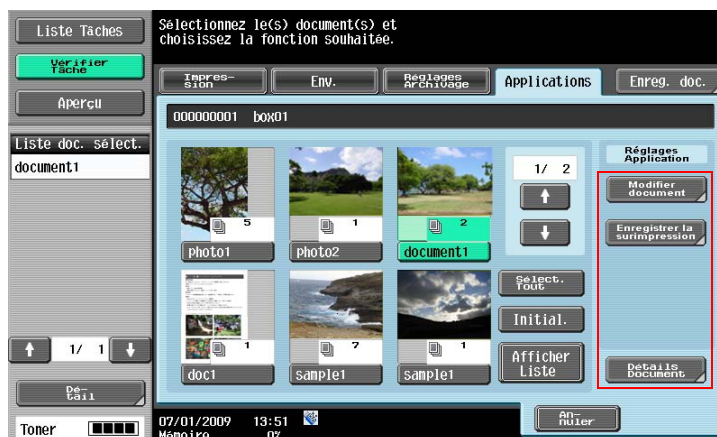 Liste Tâches
Sélectionnez le(s) document(s) et
choisissez la fonction souhaitée.
Vérifier
Tâche
Aperçu
Impres-
sion
Env.
Réglages
Archivage
Applications
Enreg. doc.
000000001 box01
Liste doc. sélect.
document1
5
photo1
1
photo2
2
document1
1/ 2
Réglages
Application
Modifier
document
Enregistrer la
surimpression
Sélect.
Tout
Initial.
Afficher
Liste
1
doc1
7
sample1
1
sample1
Détails
Document
1/ 1
Dé-
tail
An-
nuler
Toner
07/01/2009 13:51
Mémoire 0%